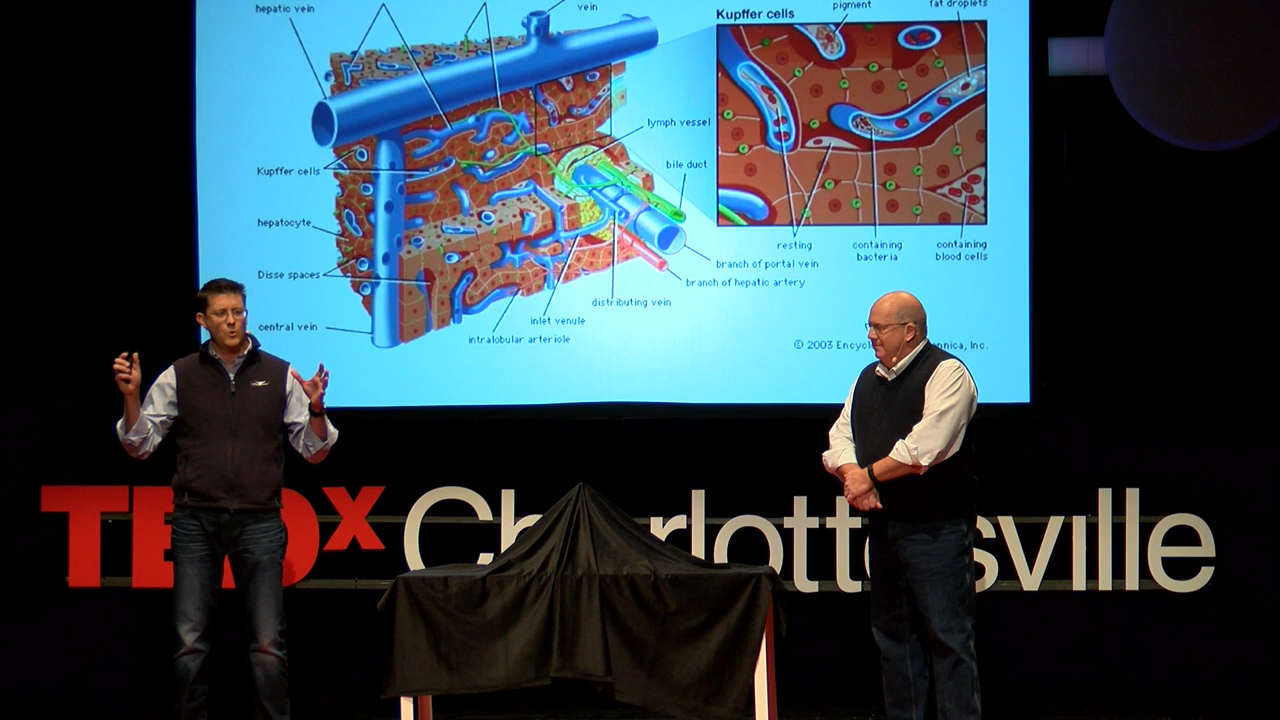 hepatic vein
vein
Kupffer cells
pigment
fat droplets
lymph vessel
bile duct
Kupffer cells
hepatocyte
Disse spaces
central vein
resting
containing
bacteria
containing
blood cells
branch of portal vein
branch of hepatic artery
distributing vein
inlet venule
intralobular arteriole
© 2003 Inc.
TEDx